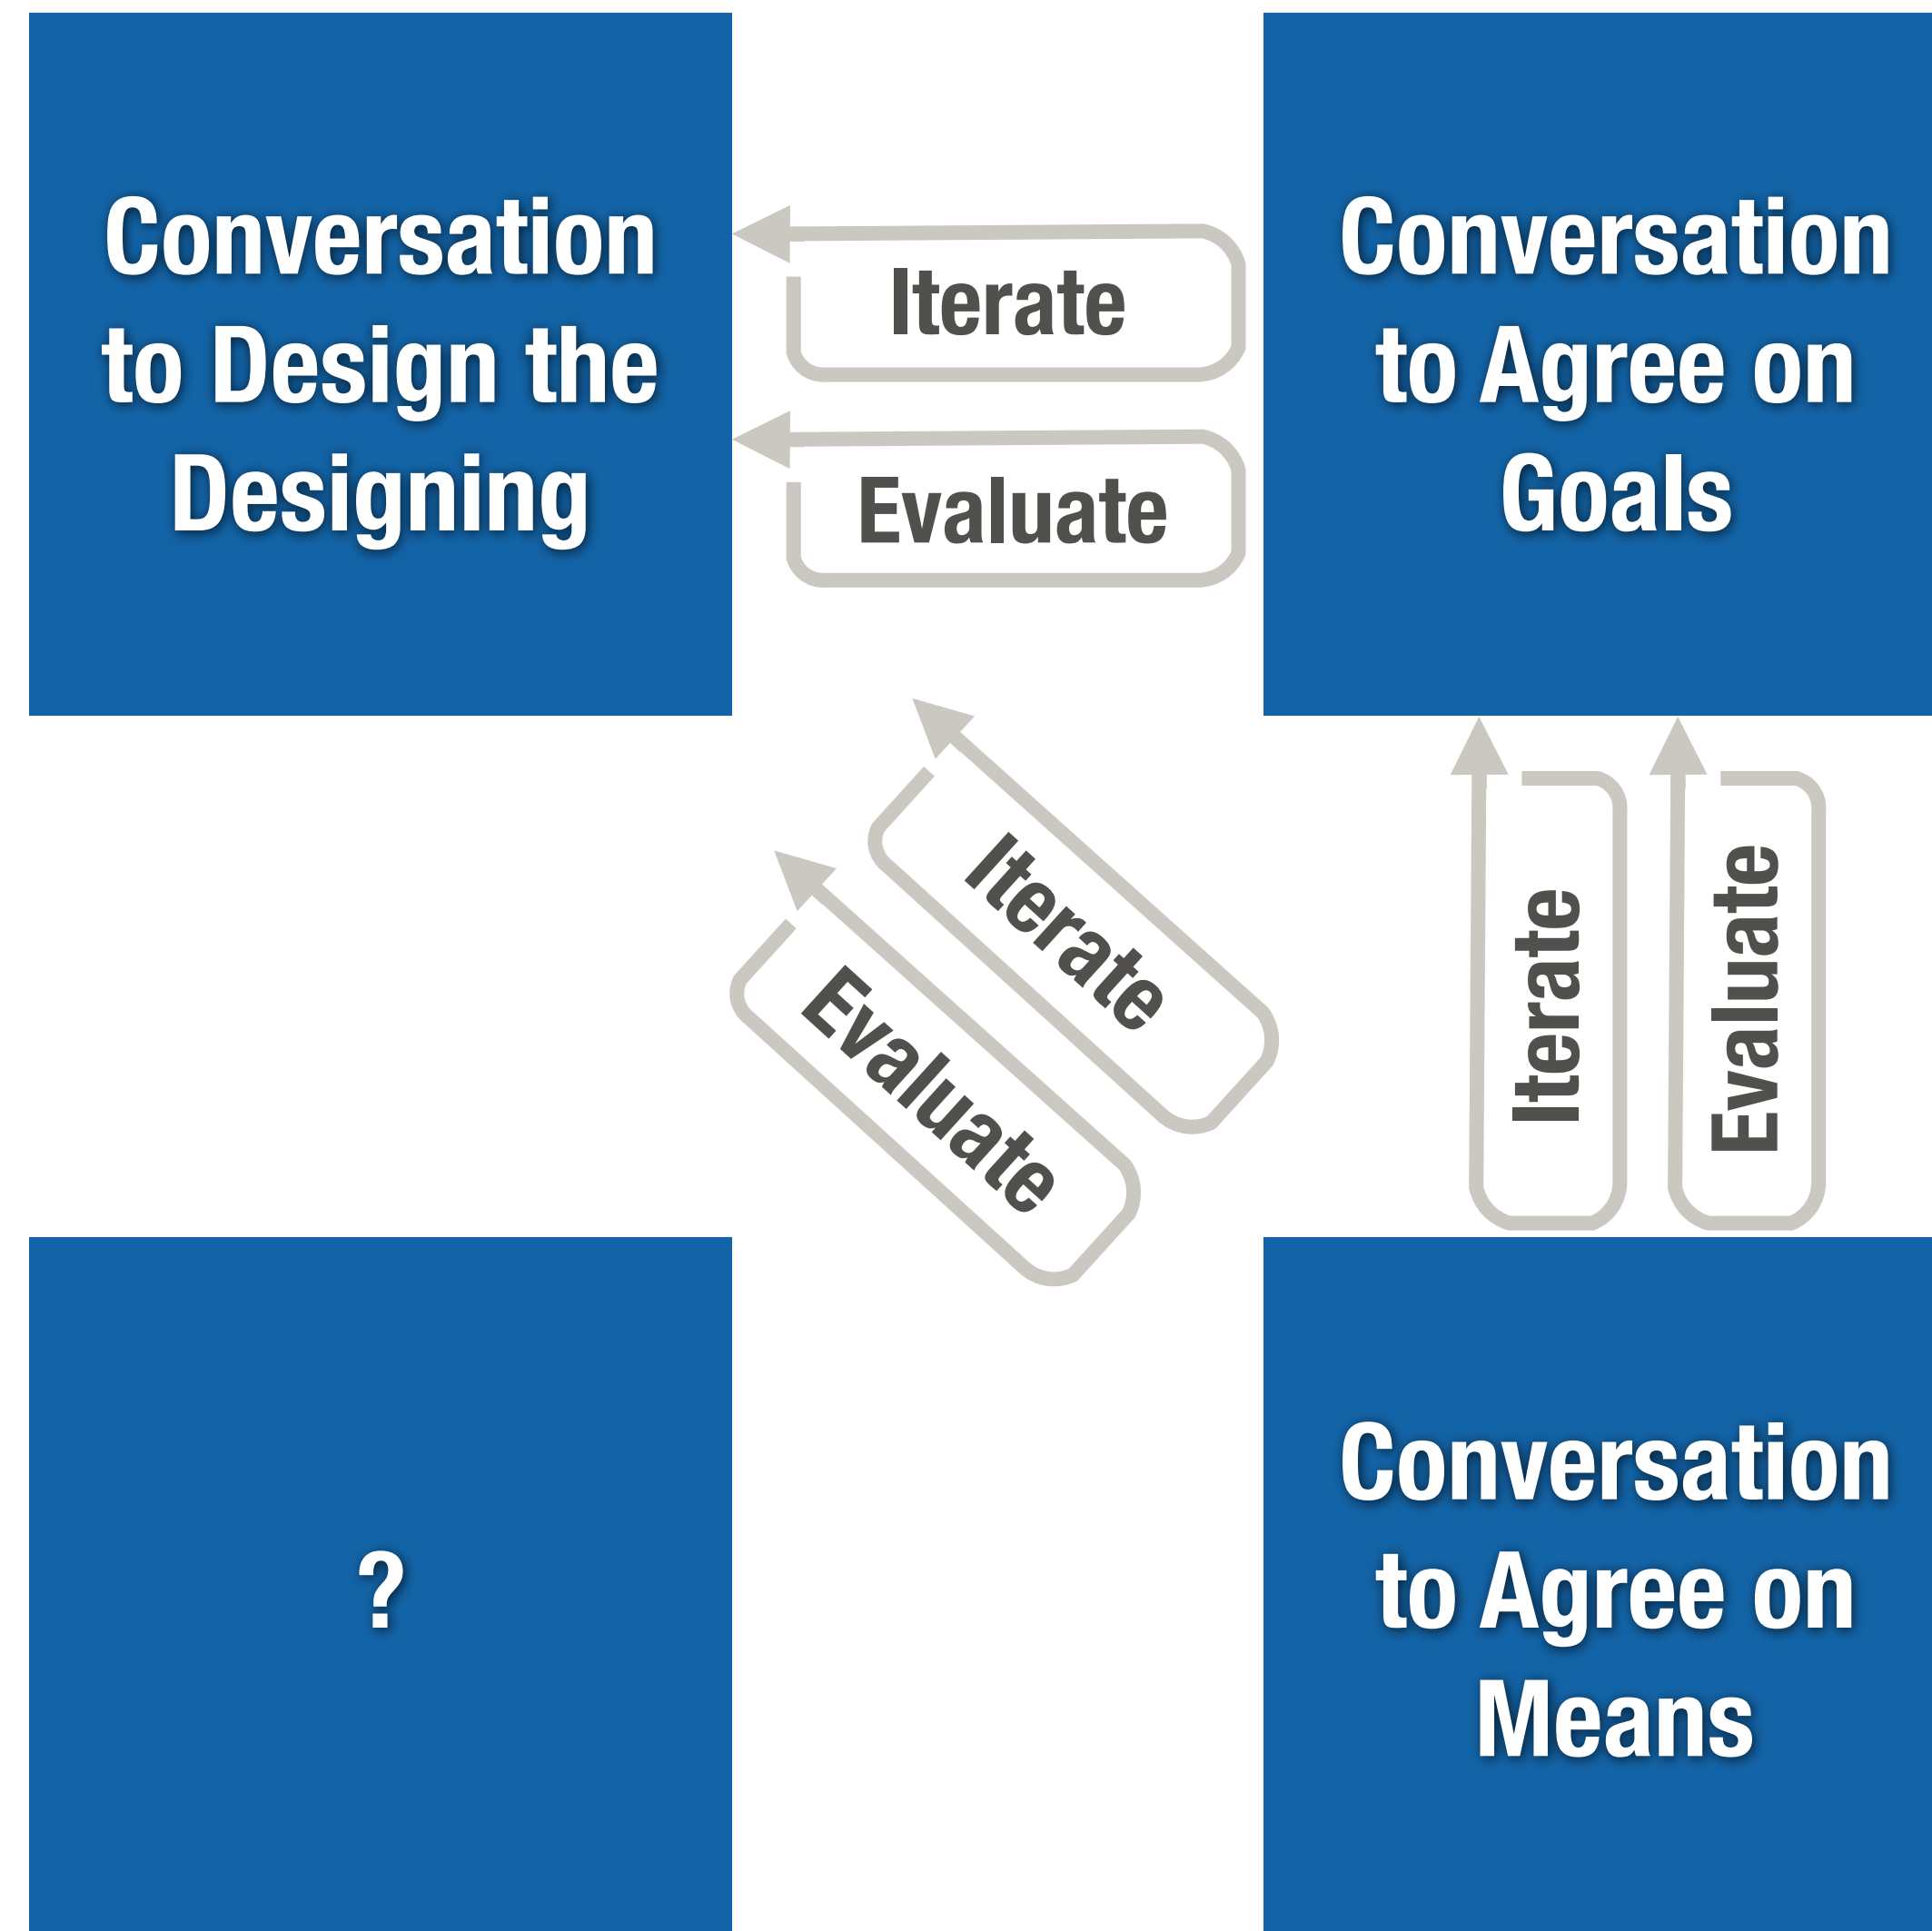 Conversation
to Design the
Designing
Iterate
Evaluate
Conversation
to Agree on
Goals
Iterate
Evaluate
Iterate
Evaluate
?
Conversation
to Agree on
Means